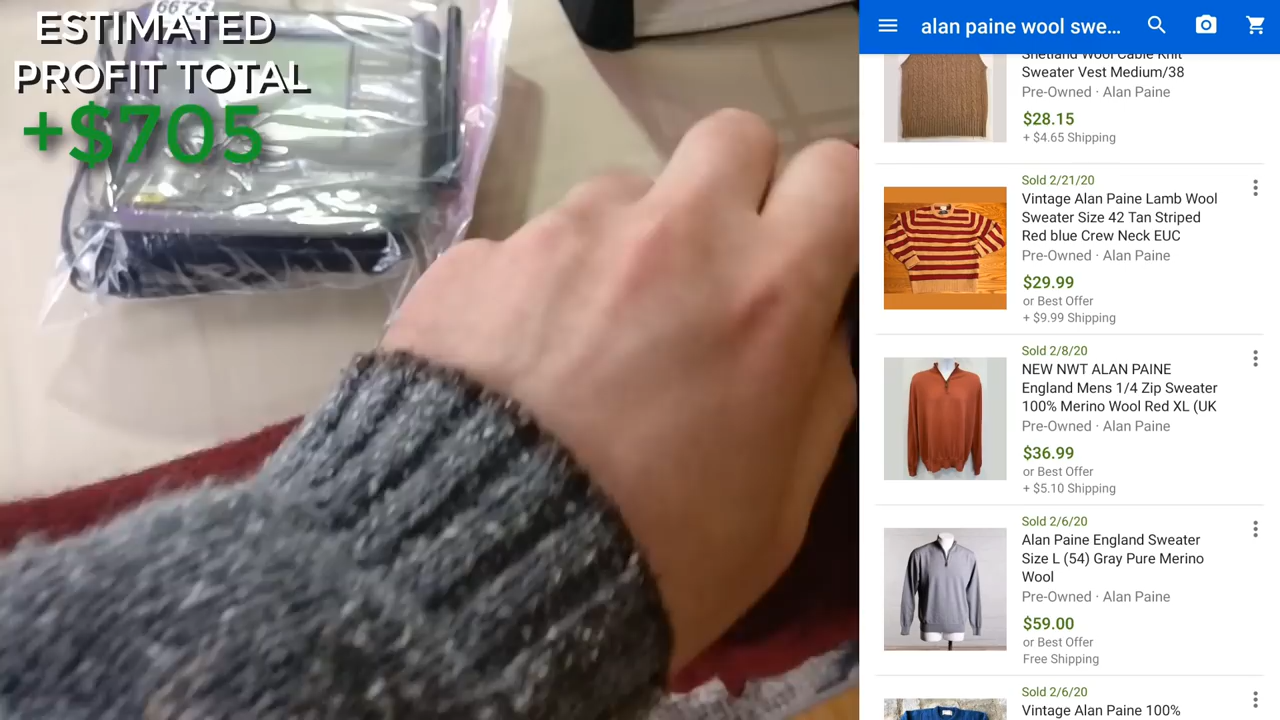 $2.99
ESTIMATED
PROFIT TOTAL
+$705
alan paine wool swe...
Shetland Wool Cable Knit
Sweater Vest Medium/38
Pre-Owned · Alan Paine
$28.15
+ $4.65 Shipping
Sold 2/21/20
Vintage Alan Paine Lamb Wool
Sweater Size 42 Tan Striped
Red blue Crew Neck EUC
Pre-Owned · Alan Paine
$29.99
or Best Offer
+ $9.99 Shipping
Sold 2/8/20
NEW NWT ALAN PAINE
England Mens 1/4 Zip Sweater
100% Merino Wool Red XL (UK
Pre-Owned · Alan Paine
$36.99
or Best Offer
+ $5.10 Shipping
Sold 2/6/20
Alan Paine England Sweater
Size L (54) Gray Pure Merino
Wool
Pre-Owned · Alan Paine
$59.00
or Best Offer
Free Shipping
Sold 2/6/20
Vintage Alan Paine 100%